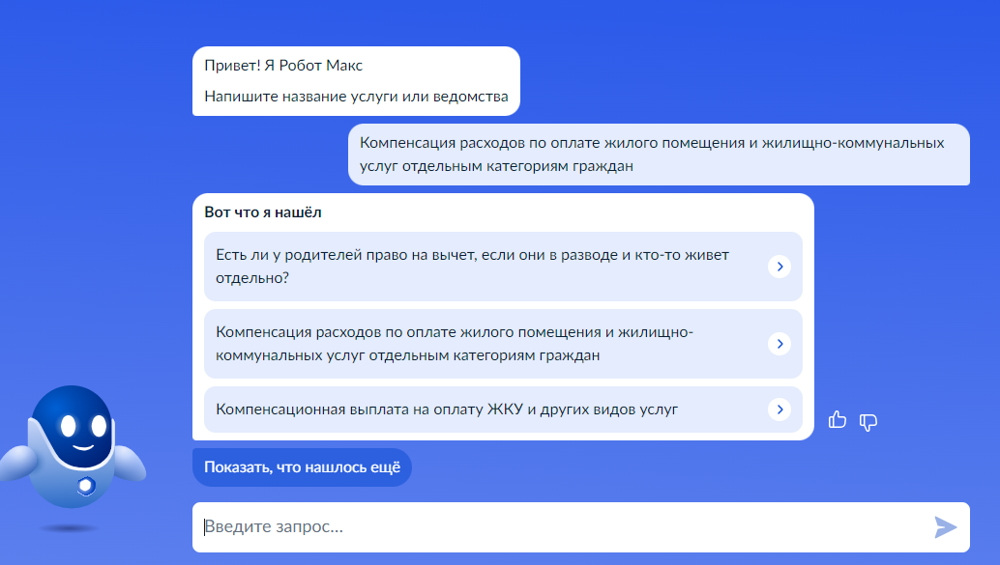 Привет! Я Робот Макс
Напишите название услуги или ведомства
Компенсация расходов по оплате жилого помещения и жилищно-коммунальных
услуг отдельным категориям граждан
Вот что я нашёл
Есть ли у родителей право на вычет, если они в разводе и кто-то живет
отдельно?
Компенсация расходов по оплате жилого помещения и жилищно-
коммунальных услуг отдельным категориям граждан
Компенсационная выплата на оплату ЖКУ и других видов услуг
Показать, что нашлось ещё
Введите запрос...